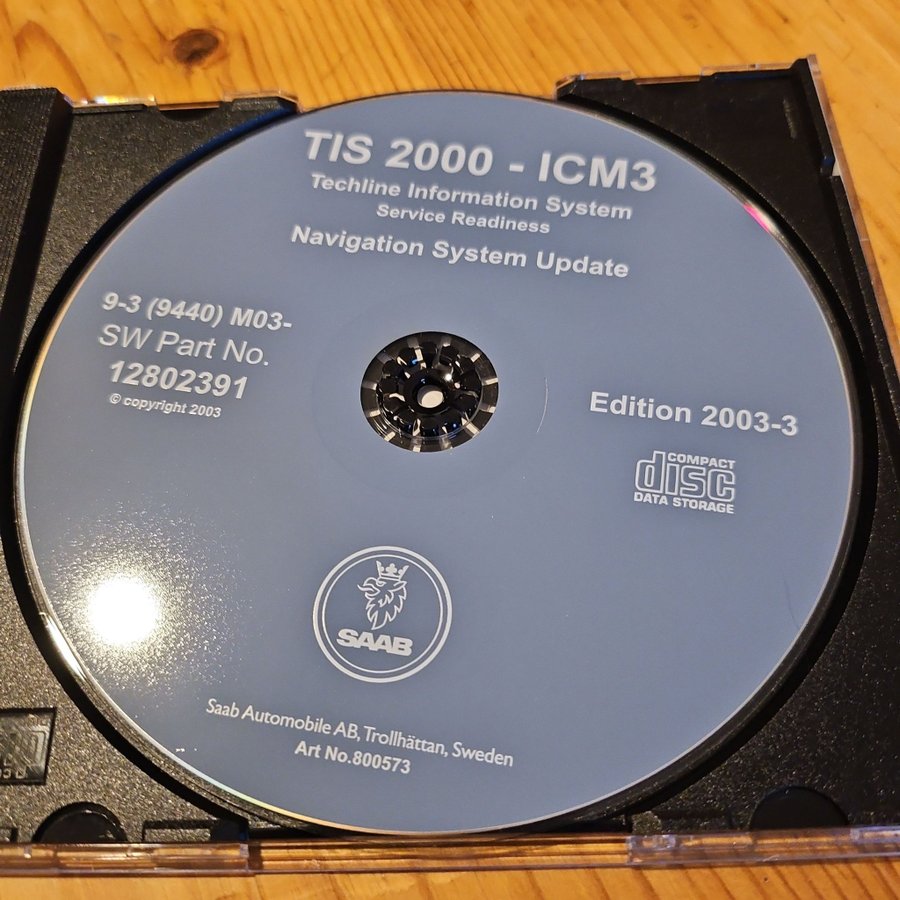 TIS 2000 - ICM3
Techline Information System
Service Readiness
Navigation System Update
9-3 (9440) M03-
SW Part No.
12802391
© copyright 2003
Edition 2003-3
COMPACT
disc
DATA STORAGE
SAAB
Saab Automobile AB, Trollhättan, Sweden
Art No.800573